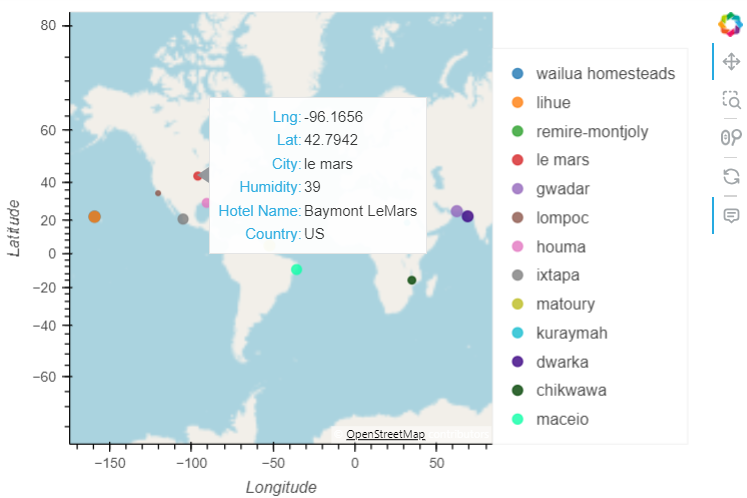 80
60
40
20
0
−20
−40
−60
Latitude
−150
−100
−50
0
50
Longitude
Lng: -96.1656
Lat: 42.7942
City: le mars
Humidity: 39
Hotel Name: Baymont LeMars
Country: US
OpenStreetMap
wailua homesteads
lihue
remire-montjoly
le mars
gwadar
lompoc
houma
ixtapa
matoury
kuraymah
dwarka
chikwawa
maceio